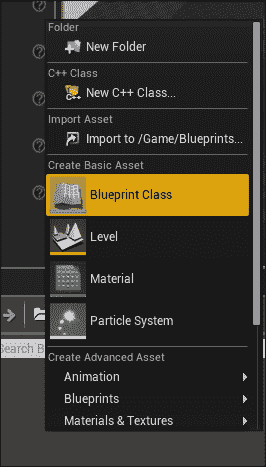 Folder
New Folder
C++ Class
New C++ Class...
Import Asset
Import to /Game/Blueprints...
Create Basic Asset
Blueprint Class
Level
Material
Particle System
Search B
Create Advanced Asset
Animation
Blueprints
Materials & Textures